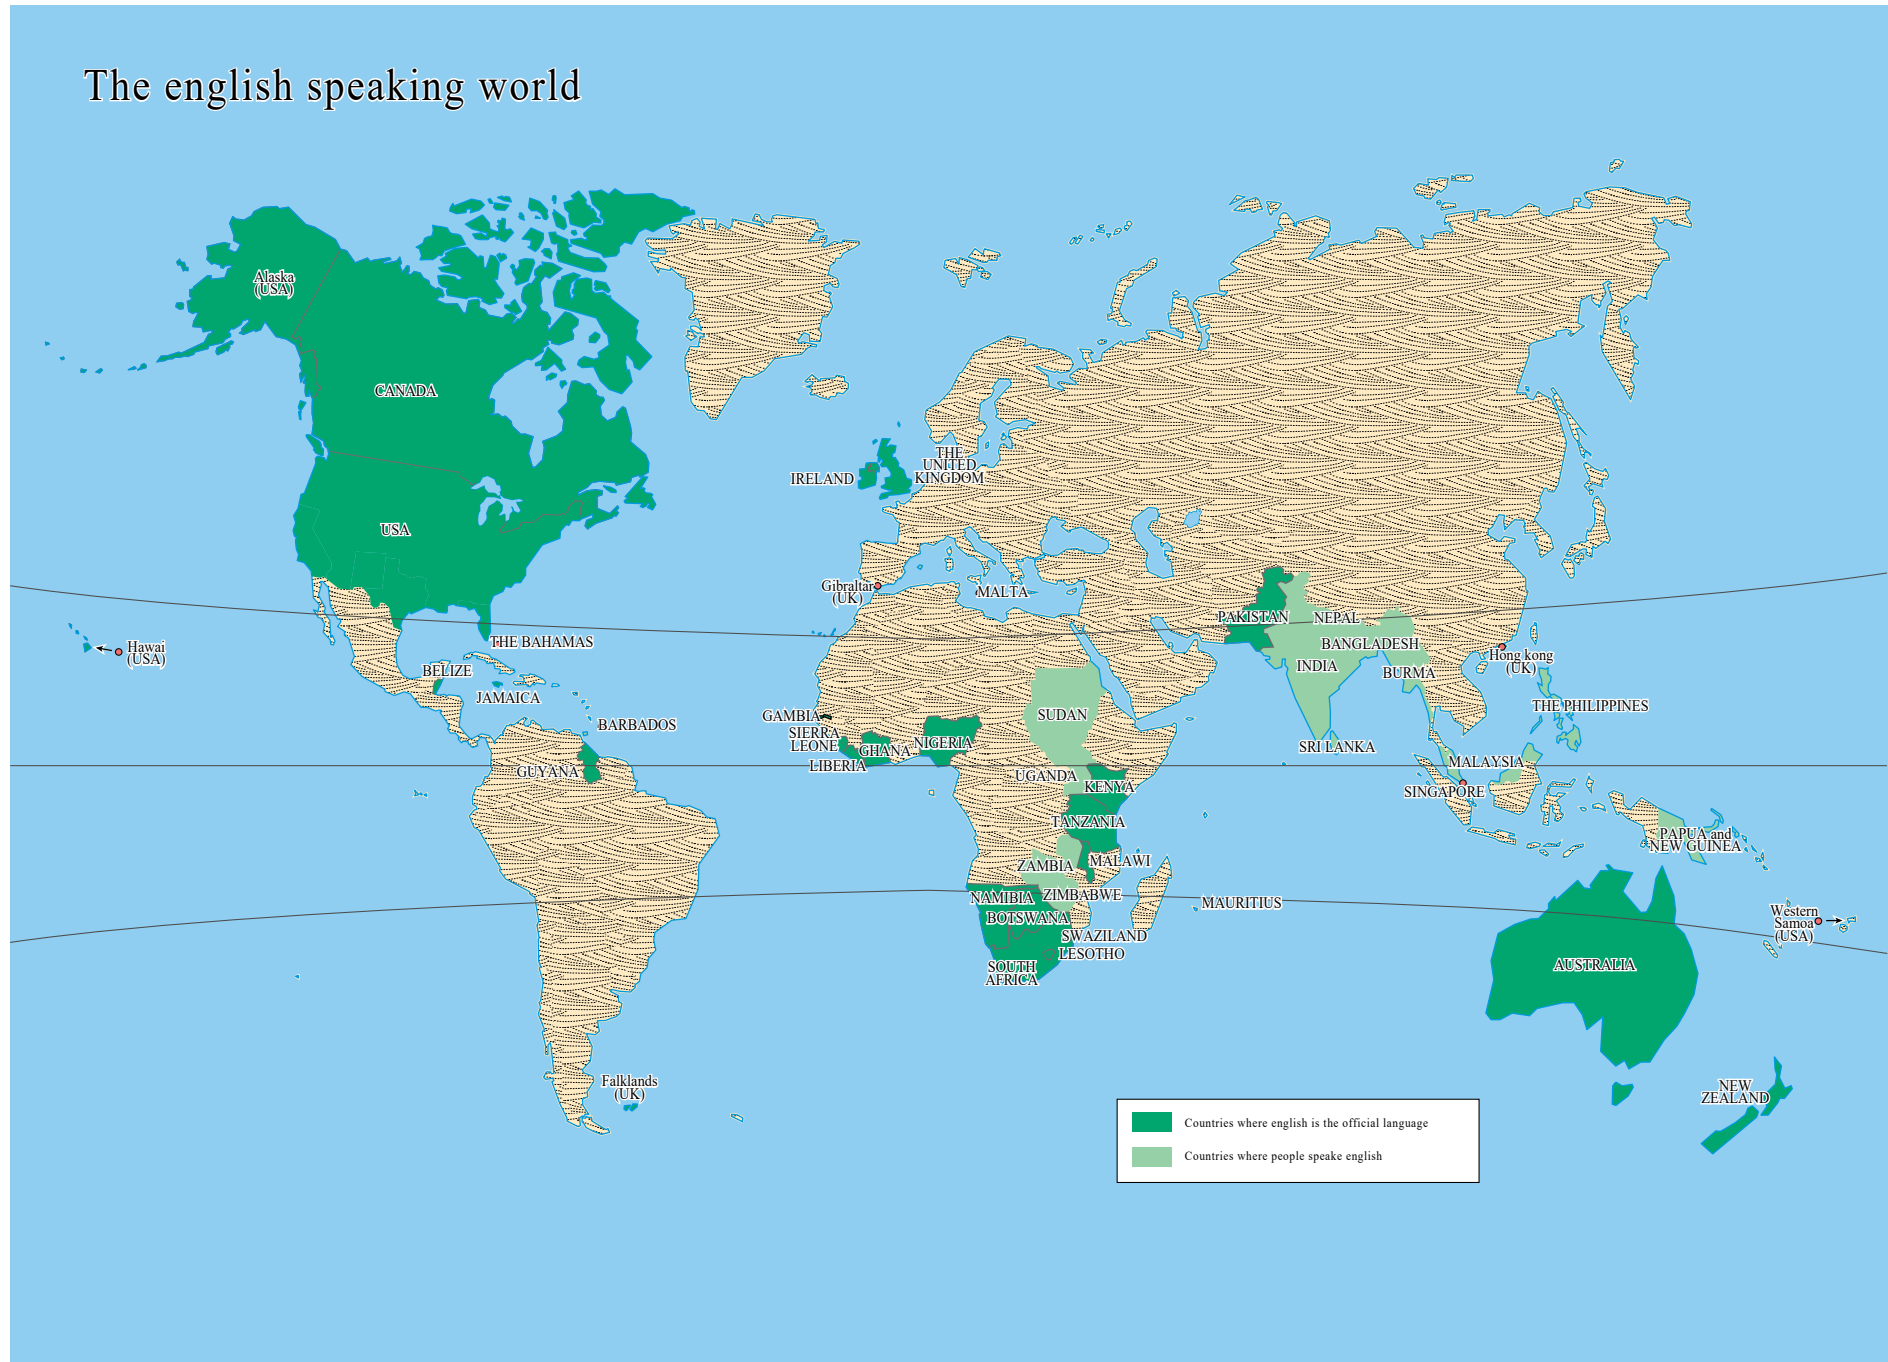 The english speaking world
Alaska
(USA)
CANADA
USA
IRELAND
THE
UNITED
KINGDOM
Gibraltar
(UK)
MALTA
PAKISTAN
NEPAL
BANGLADESH
INDIA
BURMA
Hong kong
(UK)
Hawai
(USA)
THE BAHAMAS
BELIZE
JAMAICA
BARBADOS
GUYANA
GAMBIA
SIERRA
LEONE
LIBERIA
GHANA
NIGERIA
SUDAN
UGANDA
KENYA
TANZANIA
SRI LANKA
THE PHILIPPINES
MALAYSIA
SINGAPORE
PAPUA and
NEW GUINEA
ZAMBIA
MALAWI
NAMIBIA
ZIMBABWE
BOTSWANA
MAURITIUS
SWAZILAND
LESOTHO
SOUTH
AFRICA
AUSTRALIA
Western
Samoa
(USA)
Falklands
(UK)
NEW
ZEALAND
Countries where english is the official language
Countries where people speake english